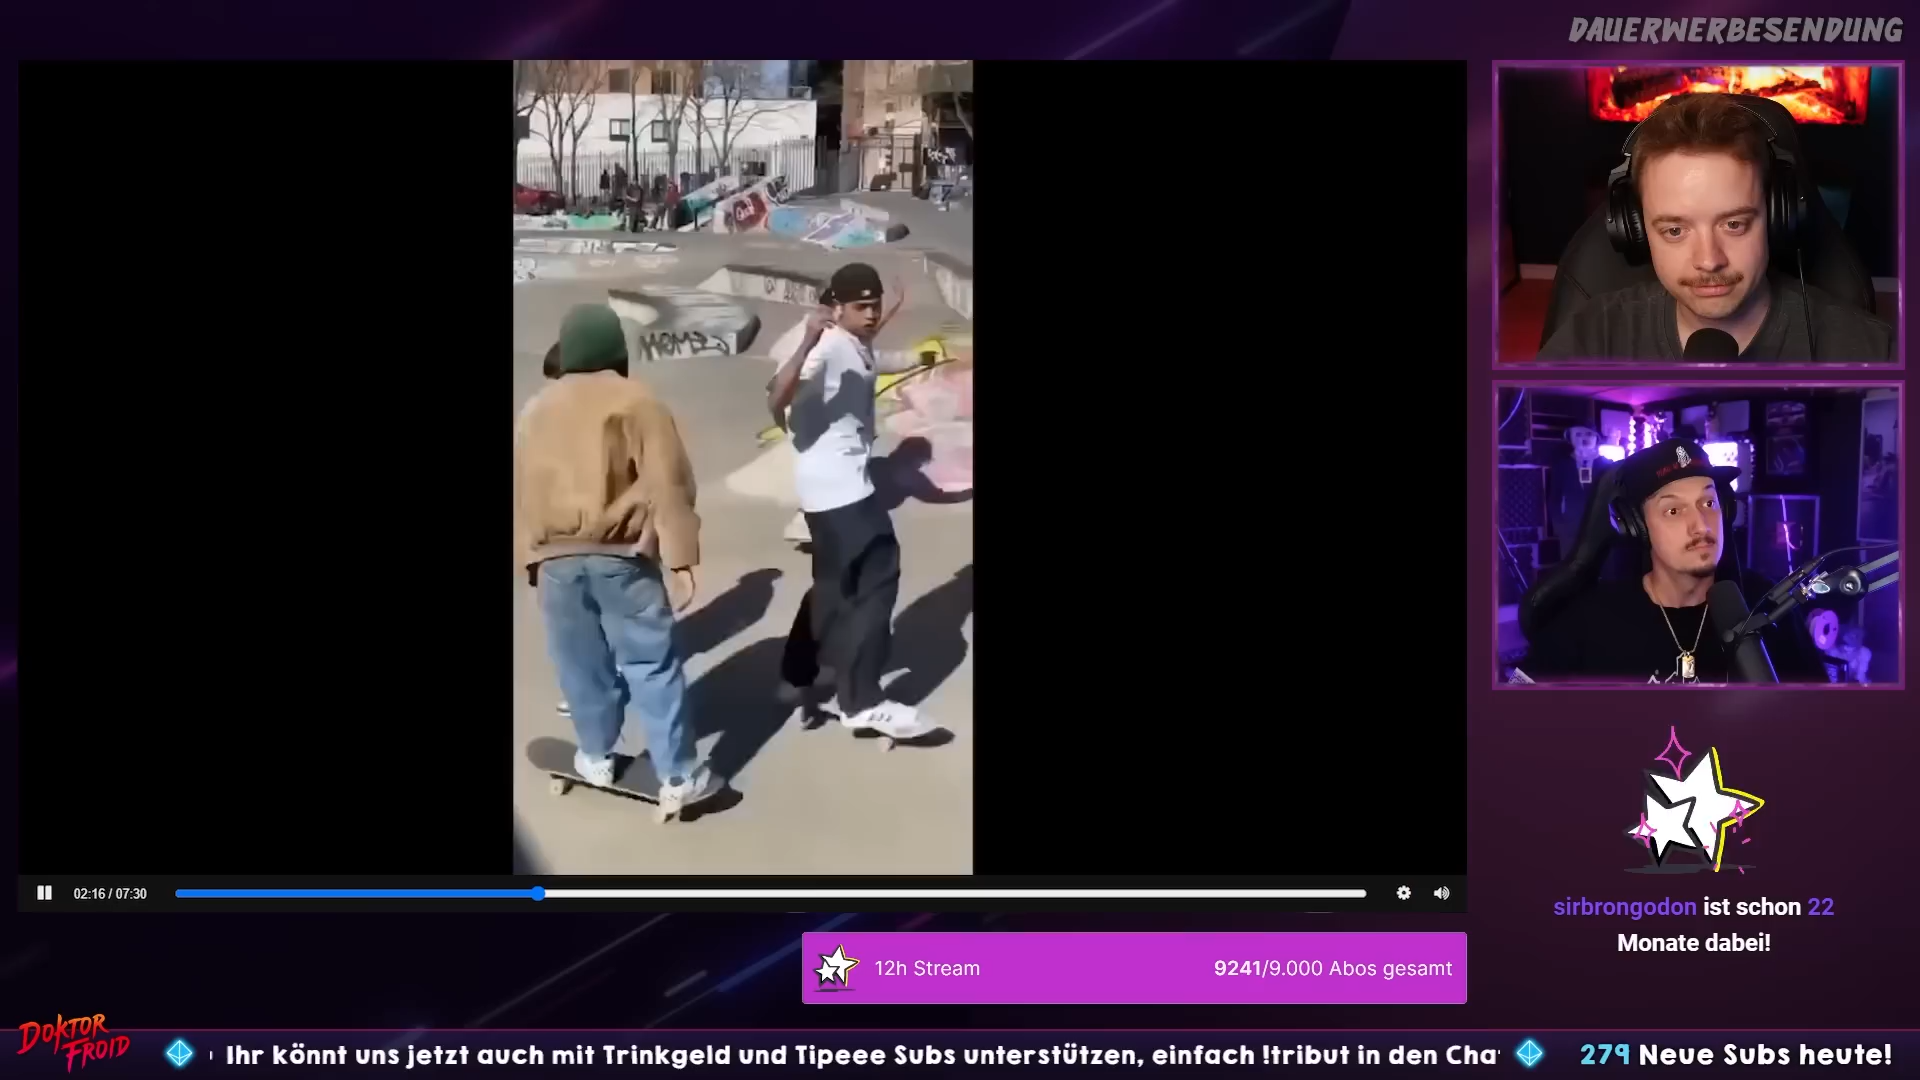 DAUERWERBESENDUNG
MOMZ
02:16 / 07:30
sirbrongodon ist schon 22
Monate dabei!
12h Stream
9241/9.000 Abos gesamt
DOKTOR
FROID
Ihr könnt uns jetzt auch mit Trinkgeld und Tipeee Subs unterstützen, einfach !tribut in den Cha
279 Neue Subs heute!